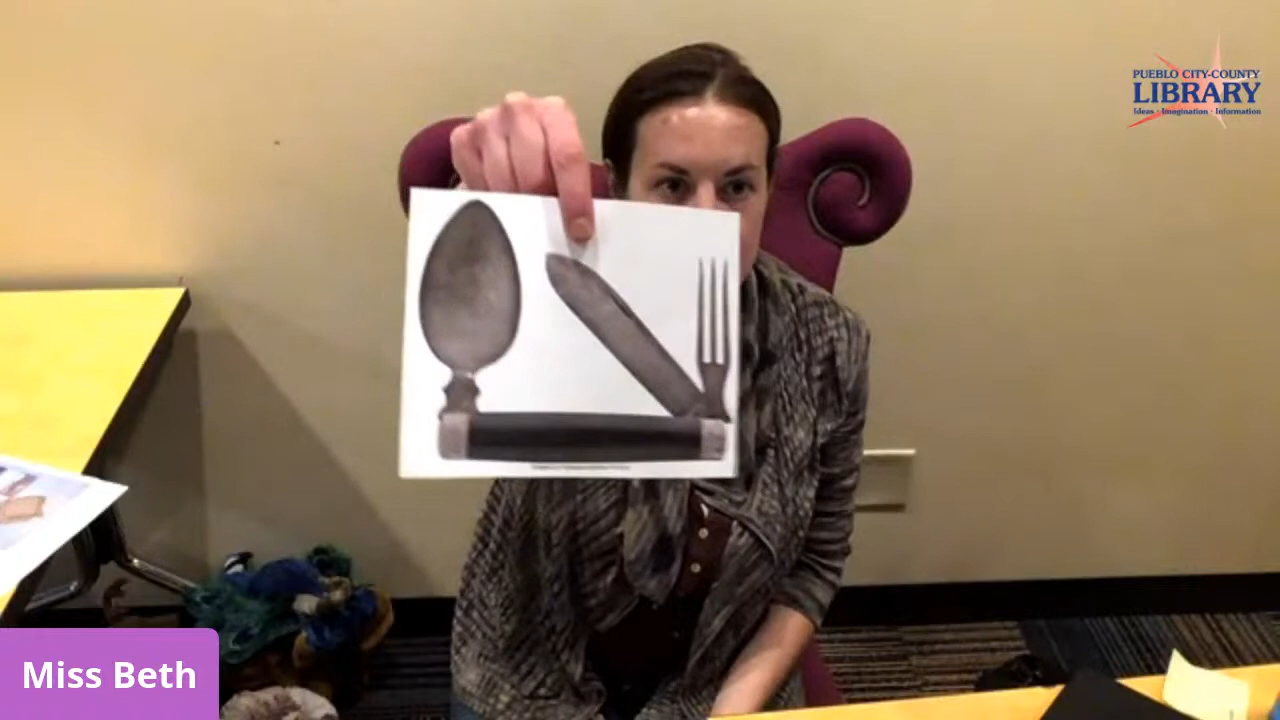 PUEBLO CITY-COUNTY
LIBRARY
Ideas · Imagination · Information
Miss Beth